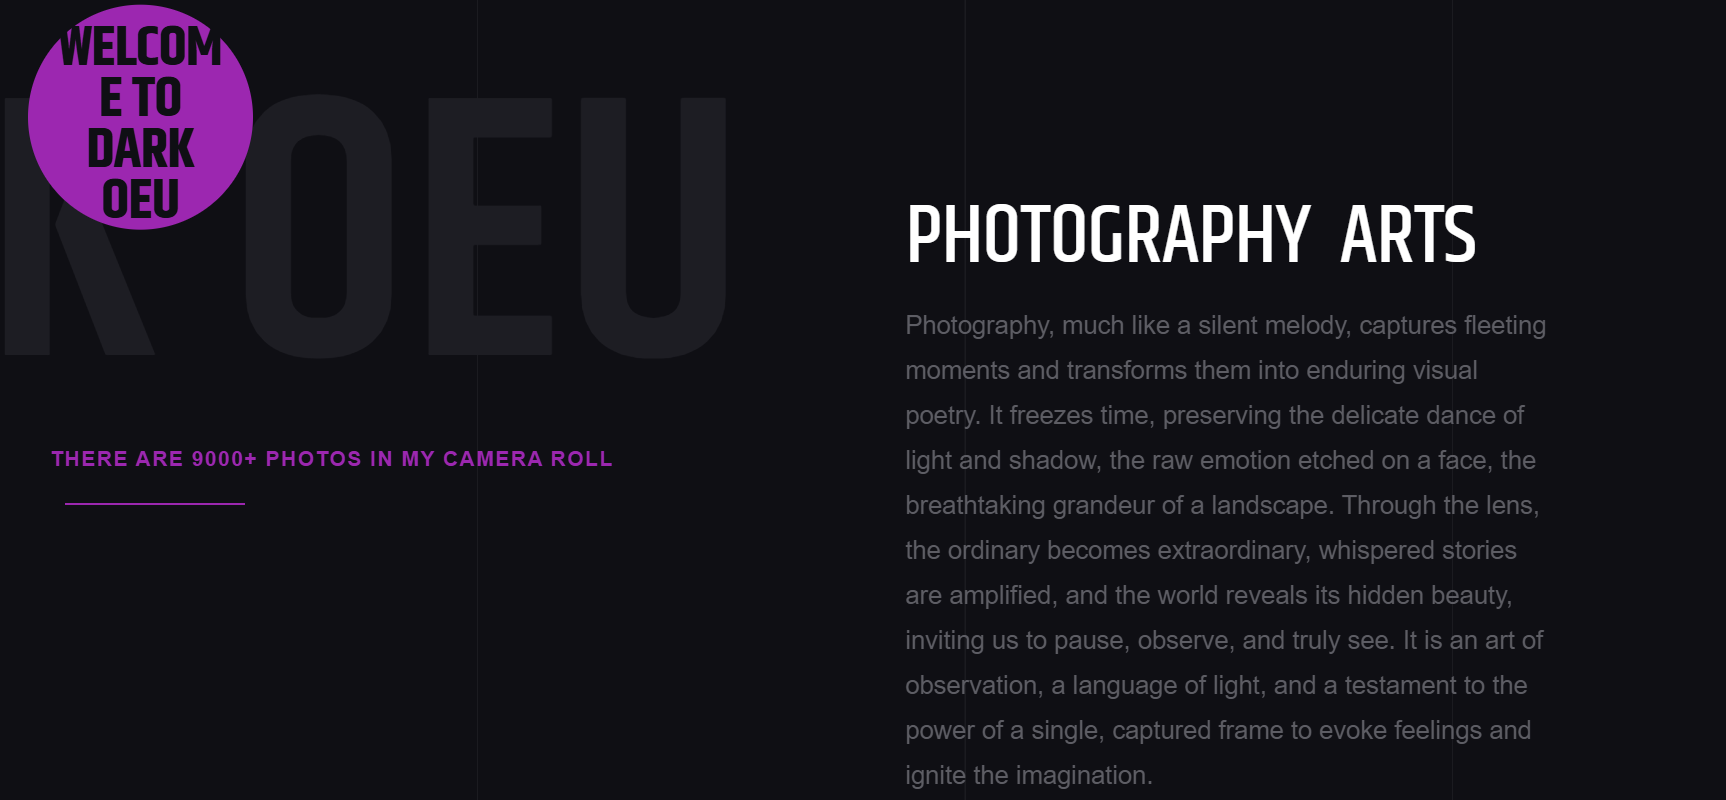 WELCOM
E TO
DARK
OEU
K OEU
THERE ARE 9000+ PHOTOS IN MY CAMERA ROLL
PHOTOGRAPHY ARTS
Photography, much like a silent melody, captures fleeting
moments and transforms them into enduring visual
poetry. It freezes time, preserving the delicate dance of
light and shadow, the raw emotion etched on a face, the
breathtaking grandeur of a landscape. Through the lens,
the ordinary becomes extraordinary, whispered stories
are amplified, and the world reveals its hidden beauty,
inviting us to pause, observe, and truly see. It is an art of
observation, a language of light, and a testament to the
power of a single, captured frame to evoke feelings and
ignite the imagination.